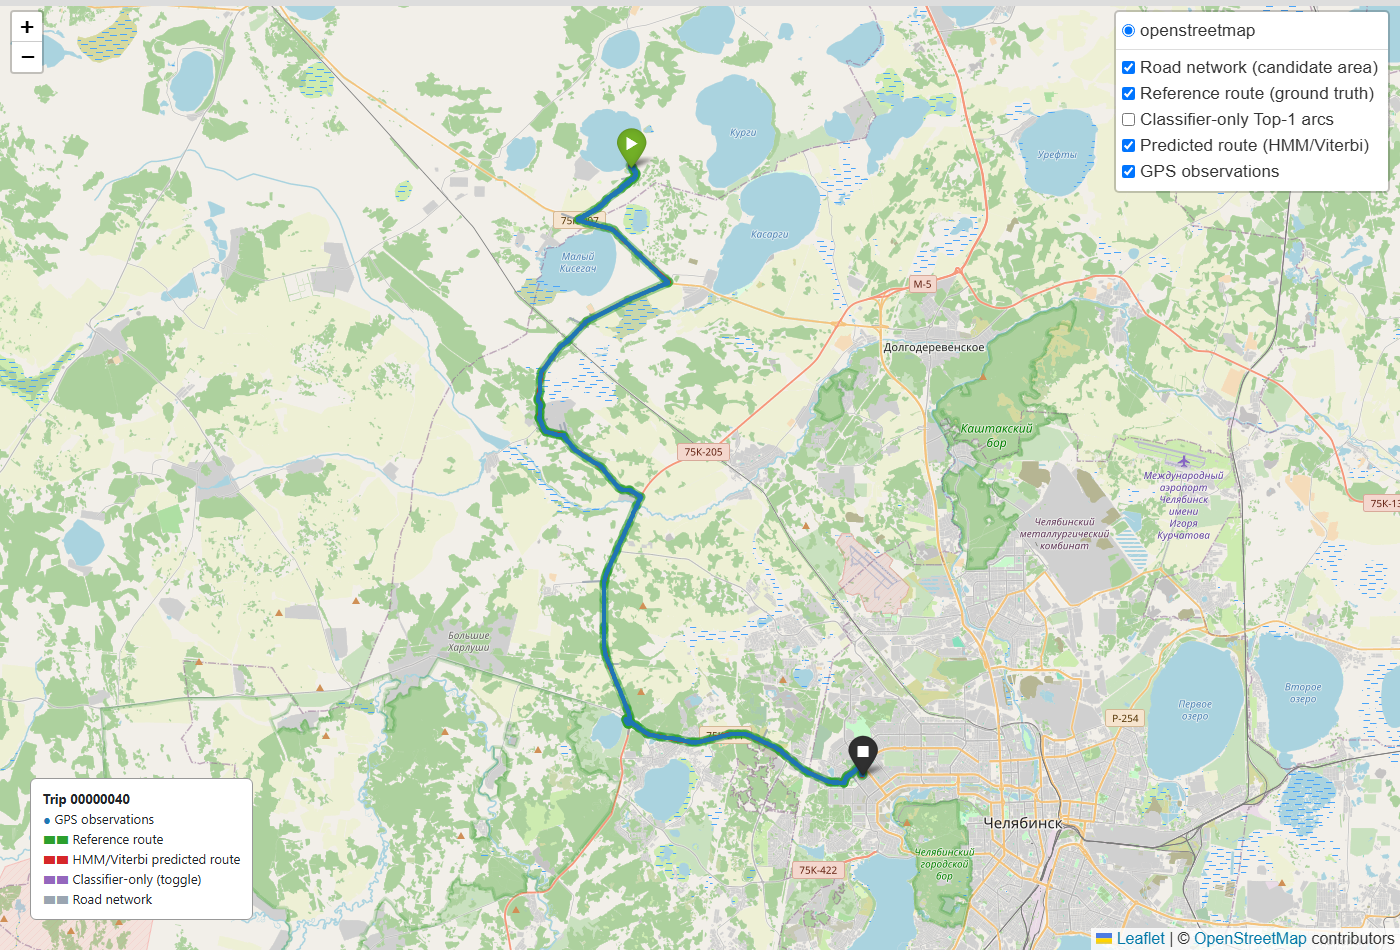 +
−
openstreetmap
Road network (candidate area)
Reference route (ground truth)
Classifier-only Top-1 arcs
Predicted route (HMM/Viterbi)
GPS observations
Курги
Урефты
Касарги
Малый
Кисегач
М-5
Долгодеревенское
Каштакский
бор
75К-205
Международный
аэропорт
Челябинск
имени
Игоря
Курчатова
Челябинский
металлургический
комбинат
Большие
Харлуши
Первое
озеро
Второе
озеро
Р-254
Челябинск
Челябинский
городской
бор
75К-422
Trip 00000040
GPS observations
Reference route
HMM/Viterbi predicted route
Classifier-only (toggle)
Road network
Leaflet | © OpenStreetMap contributors